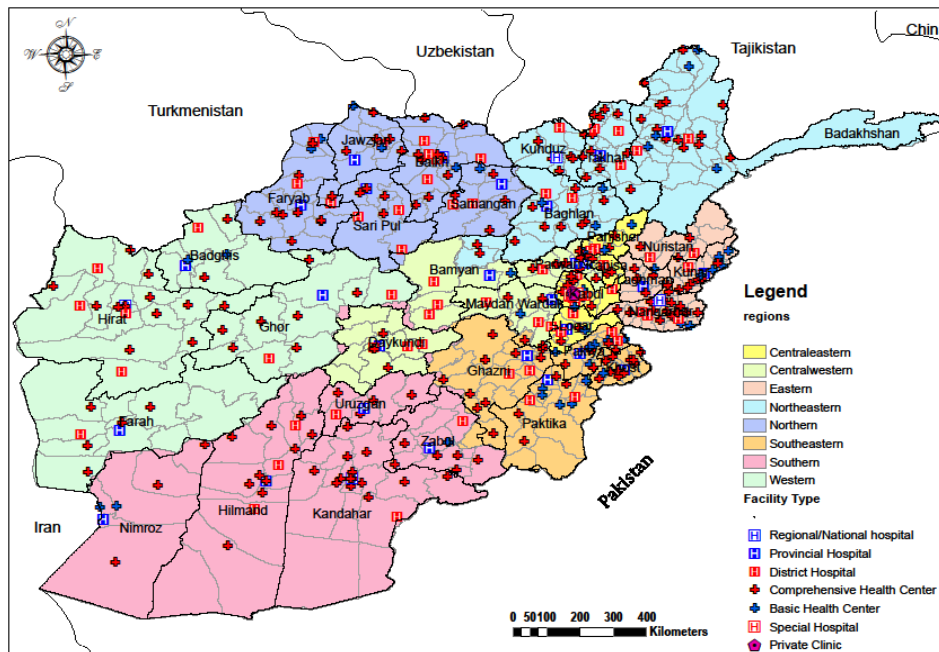 N
W E
S
Uzbekistan
Tajikistan
Chin
Turkmenistan
Badakhshan
Jawzjan
Balkh
Kunduz
Takhar
Faryab
Samangan
Sari Pul
Baghlan
Panjsher
Nuristan
Badghis
Bamyan
Kunar
Laghman
Kabul
Maydan Wardak
Nangarhar
Hirat
Ghor
Logar
Daykundi
Ghazni
Paktya
Khost
Uruzgan
Paktika
Farah
Zabul
Pakistan
Iran
Nimroz
Hilmand
Kandahar
Legend
regions
Centraleastern
Centralwestern
Eastern
Northeastern
Northern
Southeastern
Southern
Western
Facility Type
Regional/National hospital
Provincial Hospital
District Hospital
Comprehensive Health Center
Basic Health Center
Special Hospital
Private Clinic
0 50 100 200 300 400
Kilometers